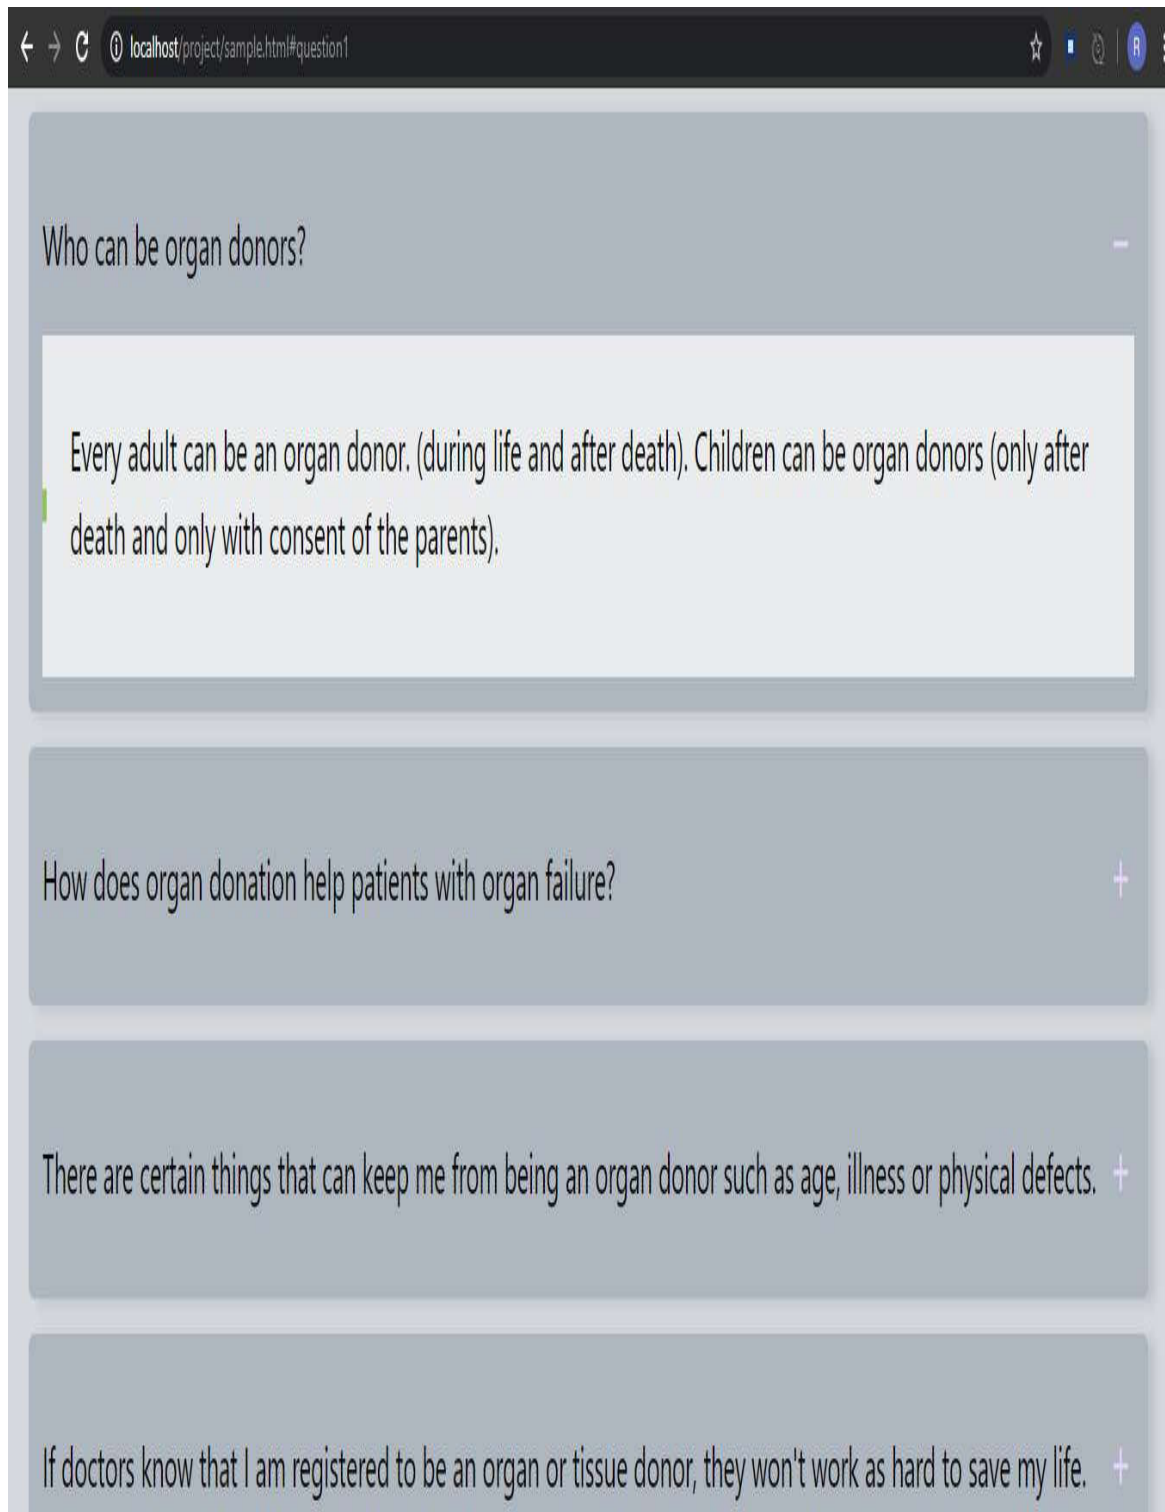 localhost/project/sample.html#question1
R
Who can be organ donors?
Every adult can be an organ donor. (during life and after death). Children can be organ donors (only after
death and only with consent of the parents).
How does organ donation help patients with organ failure?
There are certain things that can keep me from being an organ donor such as age, illness or physical defects.
If doctors know that I am registered to be an organ or tissue donor, they won't work as hard to save my life.